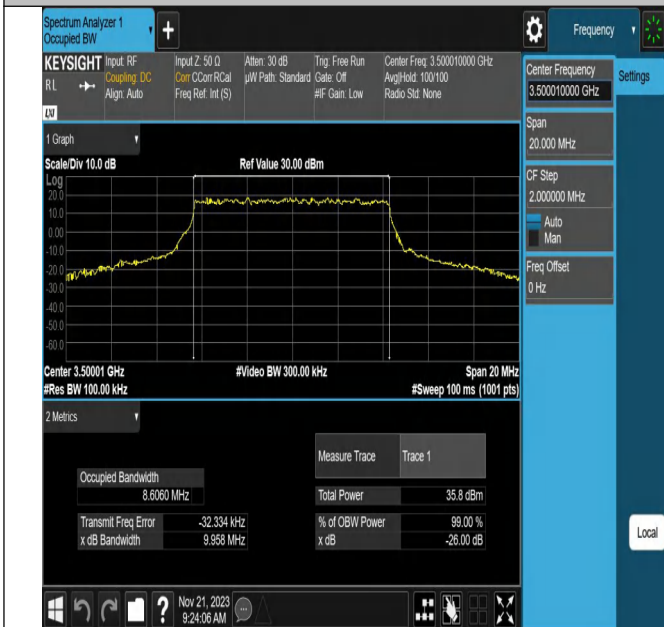 Spectrum Analyzer 1
Occupied BW
+
Frequency
KEYSIGHT
RL
LXI
Input: RF
Coupling: DC
Align: Auto
Input Z: 50 Ω
Corr CCorr RCal
Freq Ref: Int (S)
Atten: 30 dB
µW Path: Standard
Trig: Free Run
Gate: Off
#IF Gain: Low
Center Freq: 3.500010000 GHz
Avg|Hold: 100/100
Radio Std: None
Center Frequency
3.500010000 GHz
Settings
Span
20.000 MHz
CF Step
2.000000 MHz
Auto
Man
Freq Offset
0 Hz
Local
1 Graph
Scale/Div 10.0 dB
Ref Value 30.00 dBm
Log
20.0
10.0
0.00
-10.0
-20.0
-30.0
-40.0
-50.0
-60.0
Center 3.50001 GHz
#Video BW 300.00 kHz
Span 20 MHz
#Res BW 100.00 kHz
#Sweep 100 ms (1001 pts)
2 Metrics
Measure Trace
Trace 1
Occupied Bandwidth
8.6060 MHz
Total Power
35.8 dBm
Transmit Freq Error
-32.334 kHz
% of OBW Power
99.00 %
x dB Bandwidth
9.958 MHz
x dB
-26.00 dB
?
Nov 21, 2023
9:24:06 AM